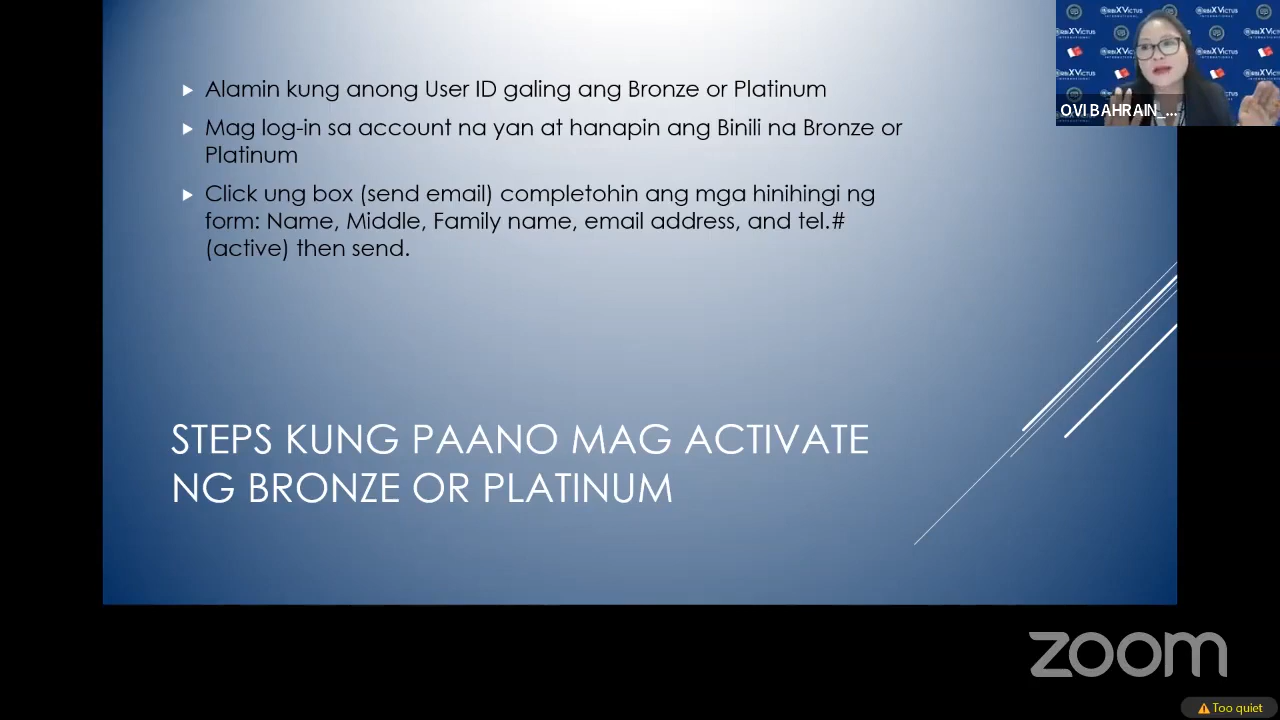 Alamin kung anong User ID galing ang Bronze or Platinum
Mag log-in sa account na yan at hanapin ang Binili na Bronze or
Platinum
Click ung box (send email) completohin ang mga hinihingi ng
form: Name, Middle, Family name, email address, and tel.#
(active) then send.
STEPS KUNG PAANO MAG ACTIVATE
NG BRONZE OR PLATINUM
OVI BAHRAIN_...
zoom
Too quiet